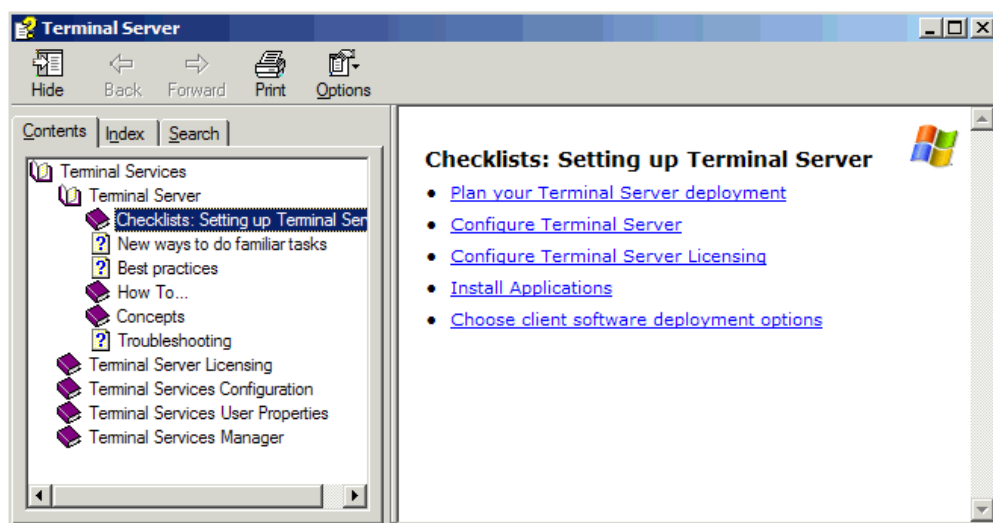 Terminal Server
Hide Back Forward Print Options
Contents Index Search
Terminal Services
Terminal Server
Checklists: Setting up Terminal Ser
New ways to do familiar tasks
Best practices
How To...
Concepts
Troubleshooting
Terminal Server Licensing
Terminal Services Configuration
Terminal Services User Properties
Terminal Services Manager
Checklists: Setting up Terminal Server
Plan your Terminal Server deployment
Configure Terminal Server
Configure Terminal Server Licensing
Install Applications
Choose client software deployment options